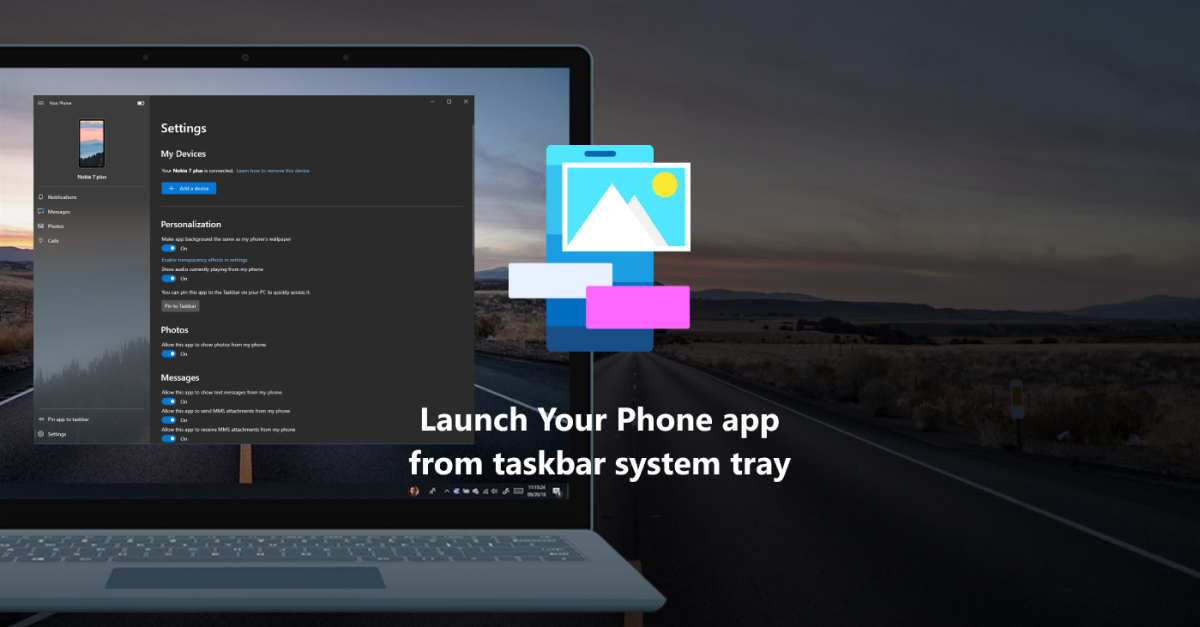 Your Phone
Nokia 7 plus
Notifications
Messages
Photos
Calls
Pin app to taskbar
Settings
Settings
My Devices
Your Nokia 7 plus is connected. Learn how to remove this device
+ Add a device
Personalization
Make app background the same as my phone's wallpaper
On
Enable transparency effects in settings
Show audio currently playing from my phone
On
You can pin this app to the Taskbar on your PC to quickly access it.
Pin to Taskbar
Photos
Allow this app to show photos from my phone
On
Messages
Allow this app to show text messages from my phone
On
Allow this app to send MMS attachments from my phone
On
Allow this app to receive MMS attachments from my phone
On
Launch Your Phone app
from taskbar system tray